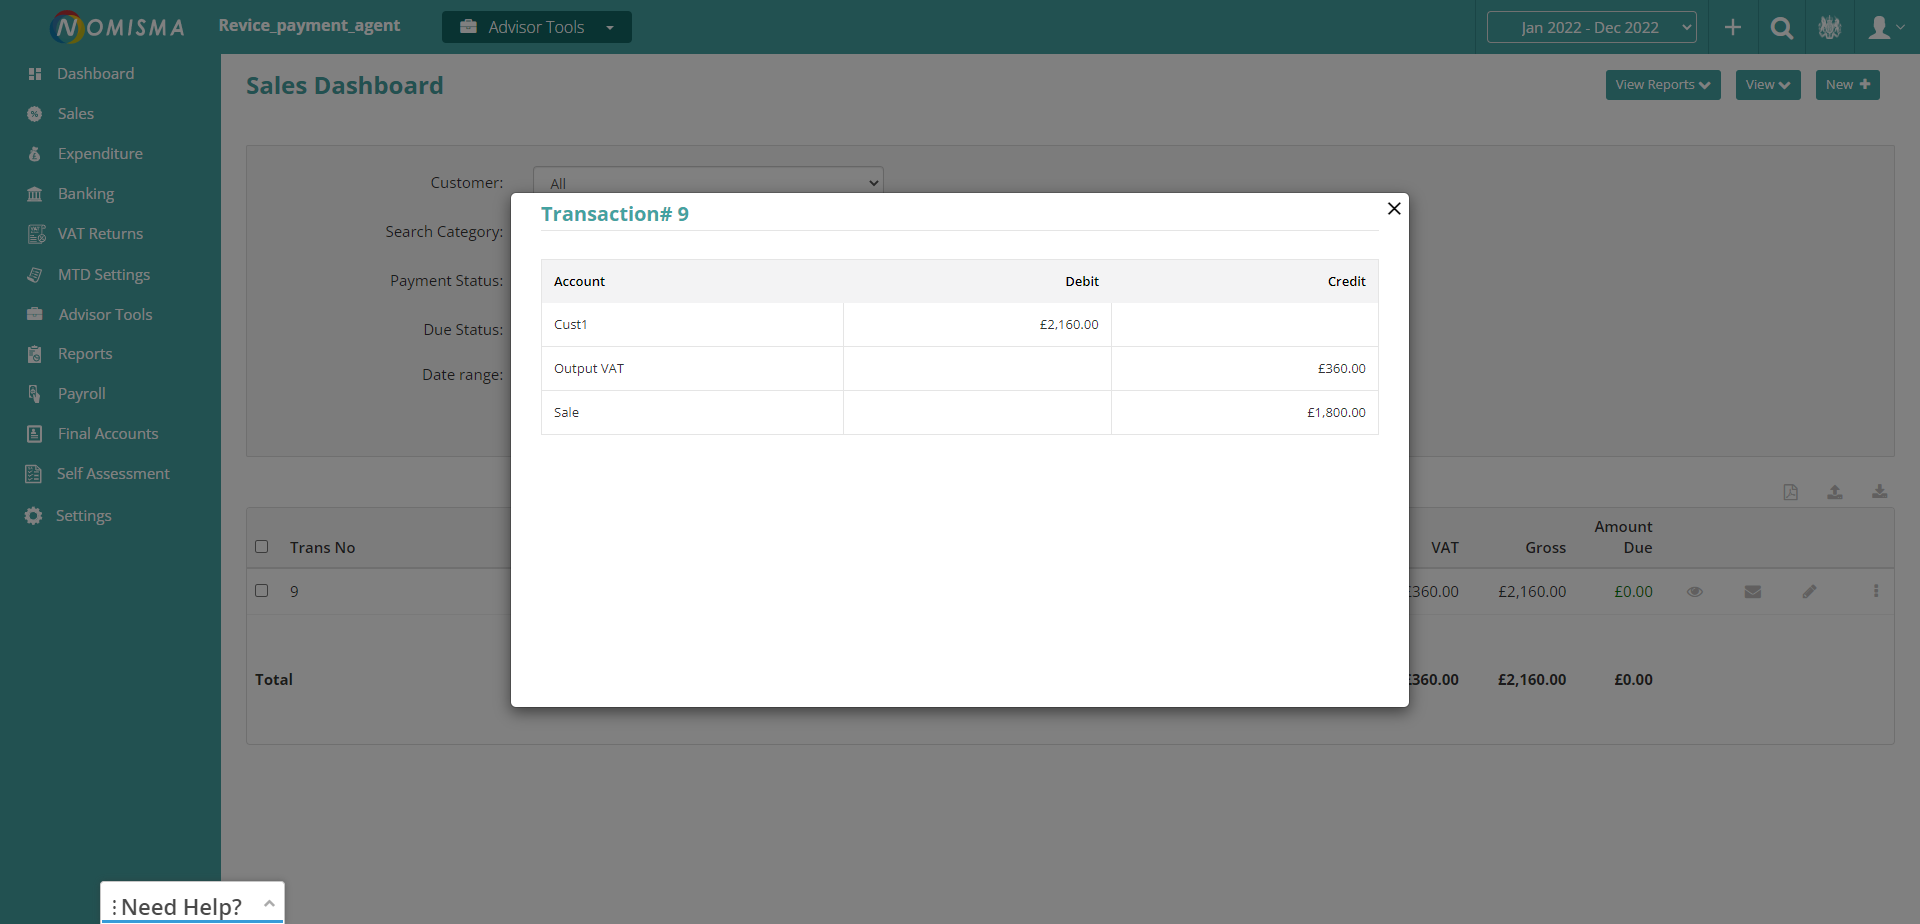 NOMISMA
Revice_payment_agent
Advisor Tools
Jan 2022 - Dec 2022
Dashboard
Sales
Expenditure
Banking
VAT Returns
MTD Settings
Advisor Tools
Reports
Payroll
Final Accounts
Self Assessment
Settings
Sales Dashboard
View Reports
View
New
Customer:
All
Search Category:
Payment Status:
Due Status:
Date range:
Transaction# 9
Account Debit Credit
Cust1 £2,160.00
Output VAT £360.00
Sale £1,800.00
Trans No VAT Gross Amount Due
9 £360.00 £2,160.00 £0.00
Total £360.00 £2,160.00 £0.00
Need Help?